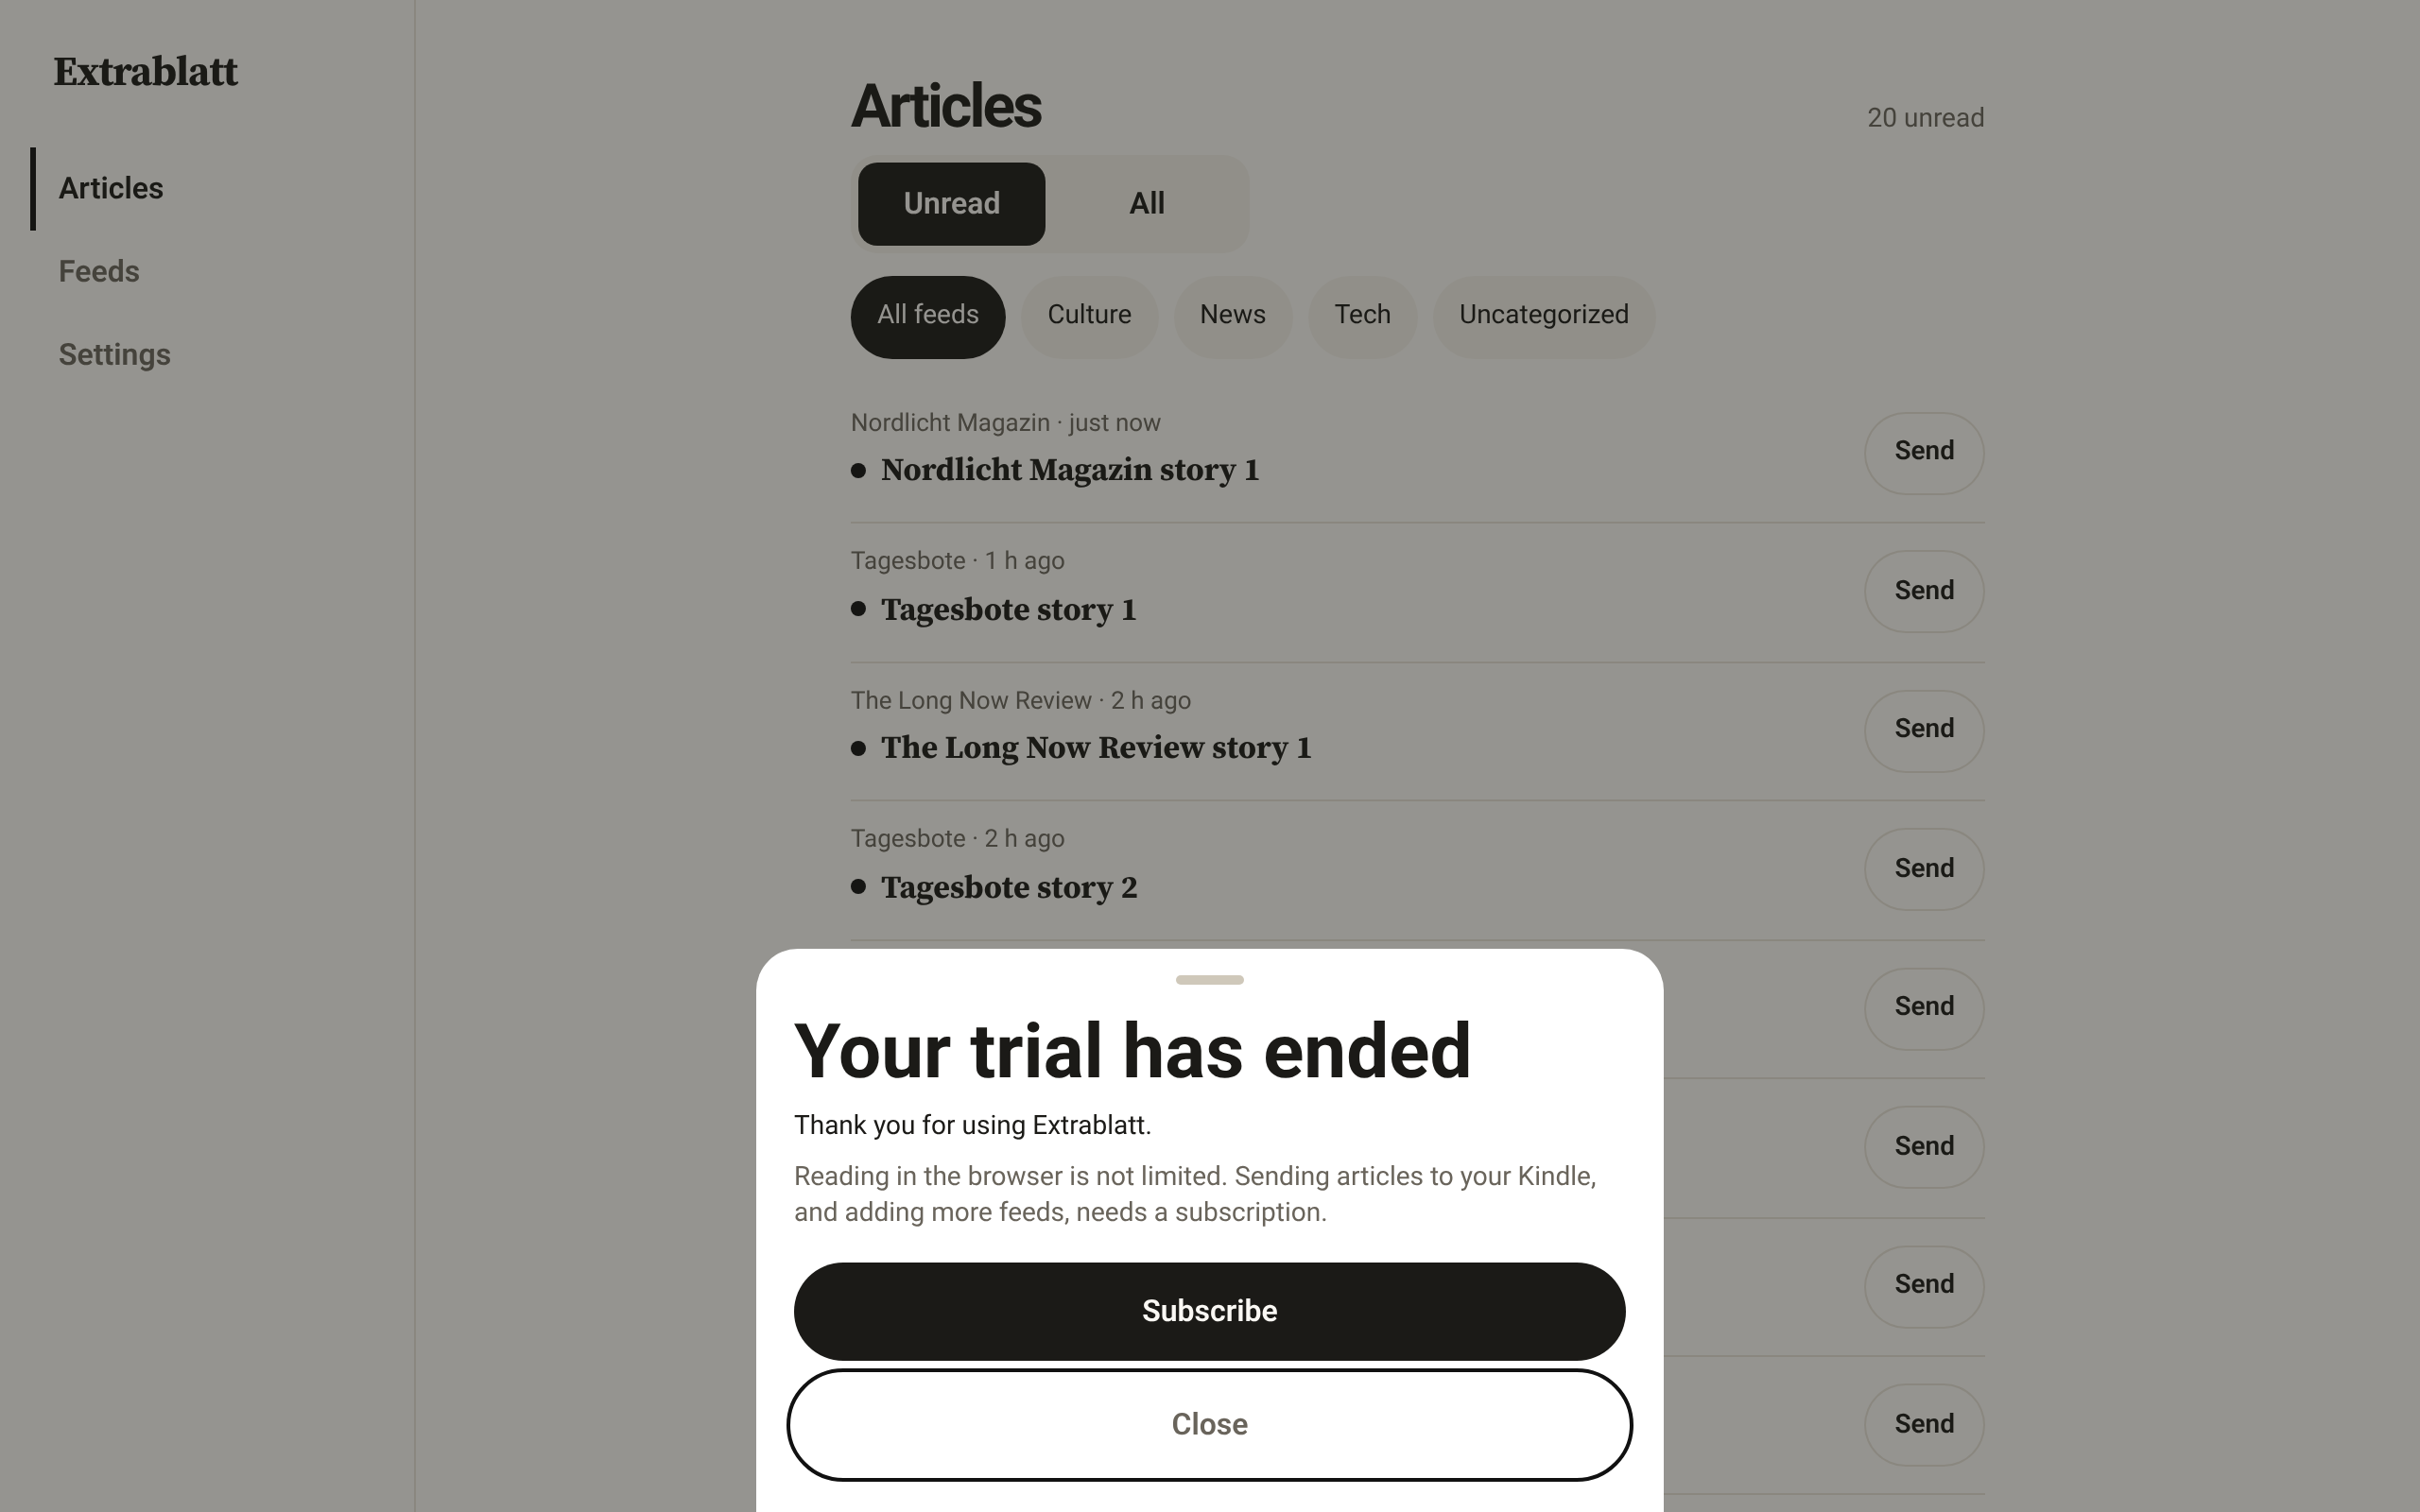 Extrablatt
Articles
Feeds
Settings
Articles
20 unread
Unread
All
All feeds
Culture
News
Tech
Uncategorized
Nordlicht Magazin · just now
Nordlicht Magazin story 1
Send
Tagesbote · 1 h ago
Tagesbote story 1
Send
The Long Now Review · 2 h ago
The Long Now Review story 1
Send
Tagesbote · 2 h ago
Tagesbote story 2
Send
Send
Send
Send
Send
Your trial has ended
Thank you for using Extrablatt.
Reading in the browser is not limited. Sending articles to your Kindle,
and adding more feeds, needs a subscription.
Subscribe
Close